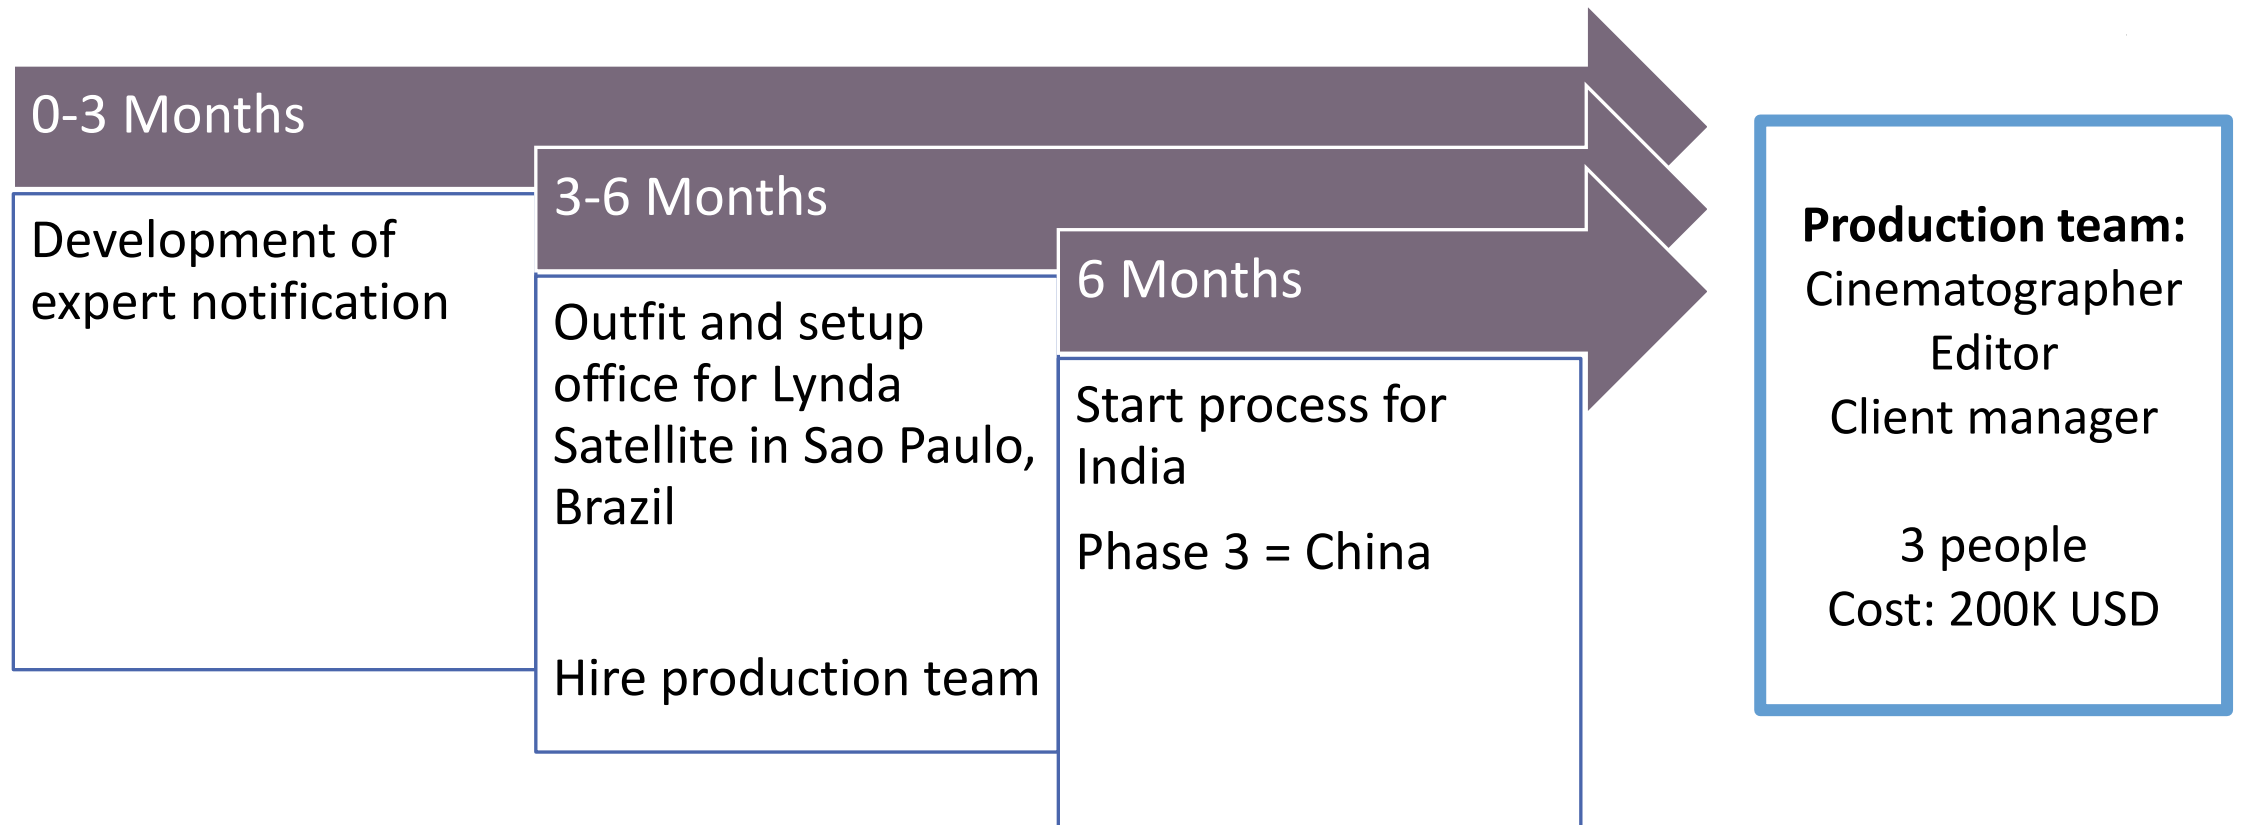 0-3 Months
Development of
expert notification
3-6 Months
Outfit and setup
office for Lynda
Satellite in Sao Paulo,
Brazil
Hire production team
6 Months
Start process for
India
Phase 3 = China
Production team:
Cinematographer
Editor
Client manager
3 people
Cost: 200K USD